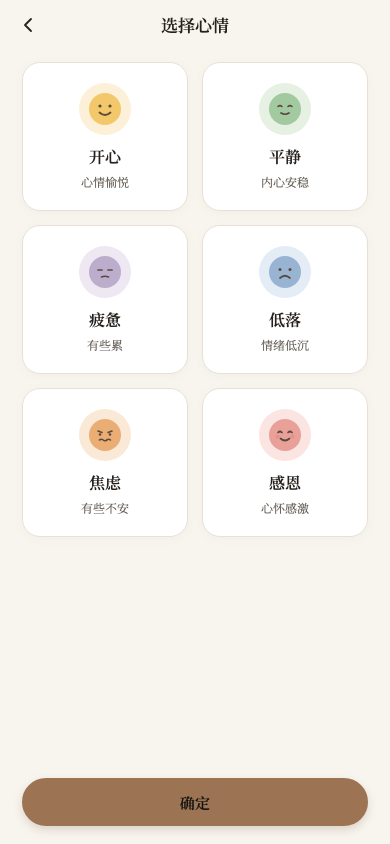 选择心情
开心
心情愉悦
平静
内心安稳
疲惫
有些累
低落
情绪低沉
焦虑
有些不安
感恩
心怀感激
确定